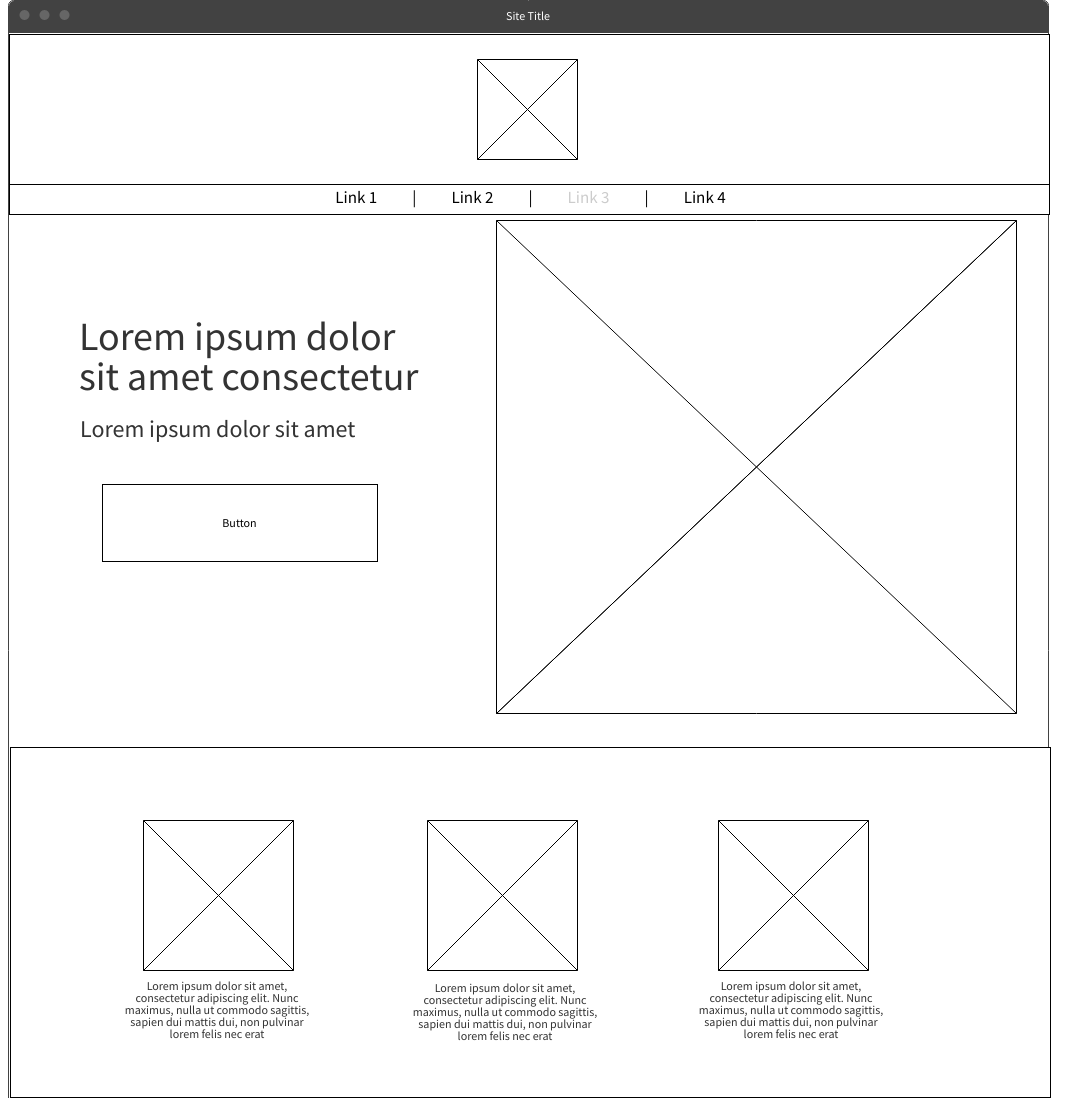 Site Title
Link 1 | Link 2 | Link 3 | Link 4
Lorem ipsum dolor
sit amet consectetur
Lorem ipsum dolor sit amet
Button
Lorem ipsum dolor sit amet,
consectetur adipiscing elit. Nunc
maximus, nulla ut commodo sagittis,
sapien dui mattis dui, non pulvinar
lorem felis nec erat
Lorem ipsum dolor sit amet,
consectetur adipiscing elit. Nunc
maximus, nulla ut commodo sagittis,
sapien dui mattis dui, non pulvinar
lorem felis nec erat
Lorem ipsum dolor sit amet,
consectetur adipiscing elit. Nunc
maximus, nulla ut commodo sagittis,
sapien dui mattis dui, non pulvinar
lorem felis nec erat